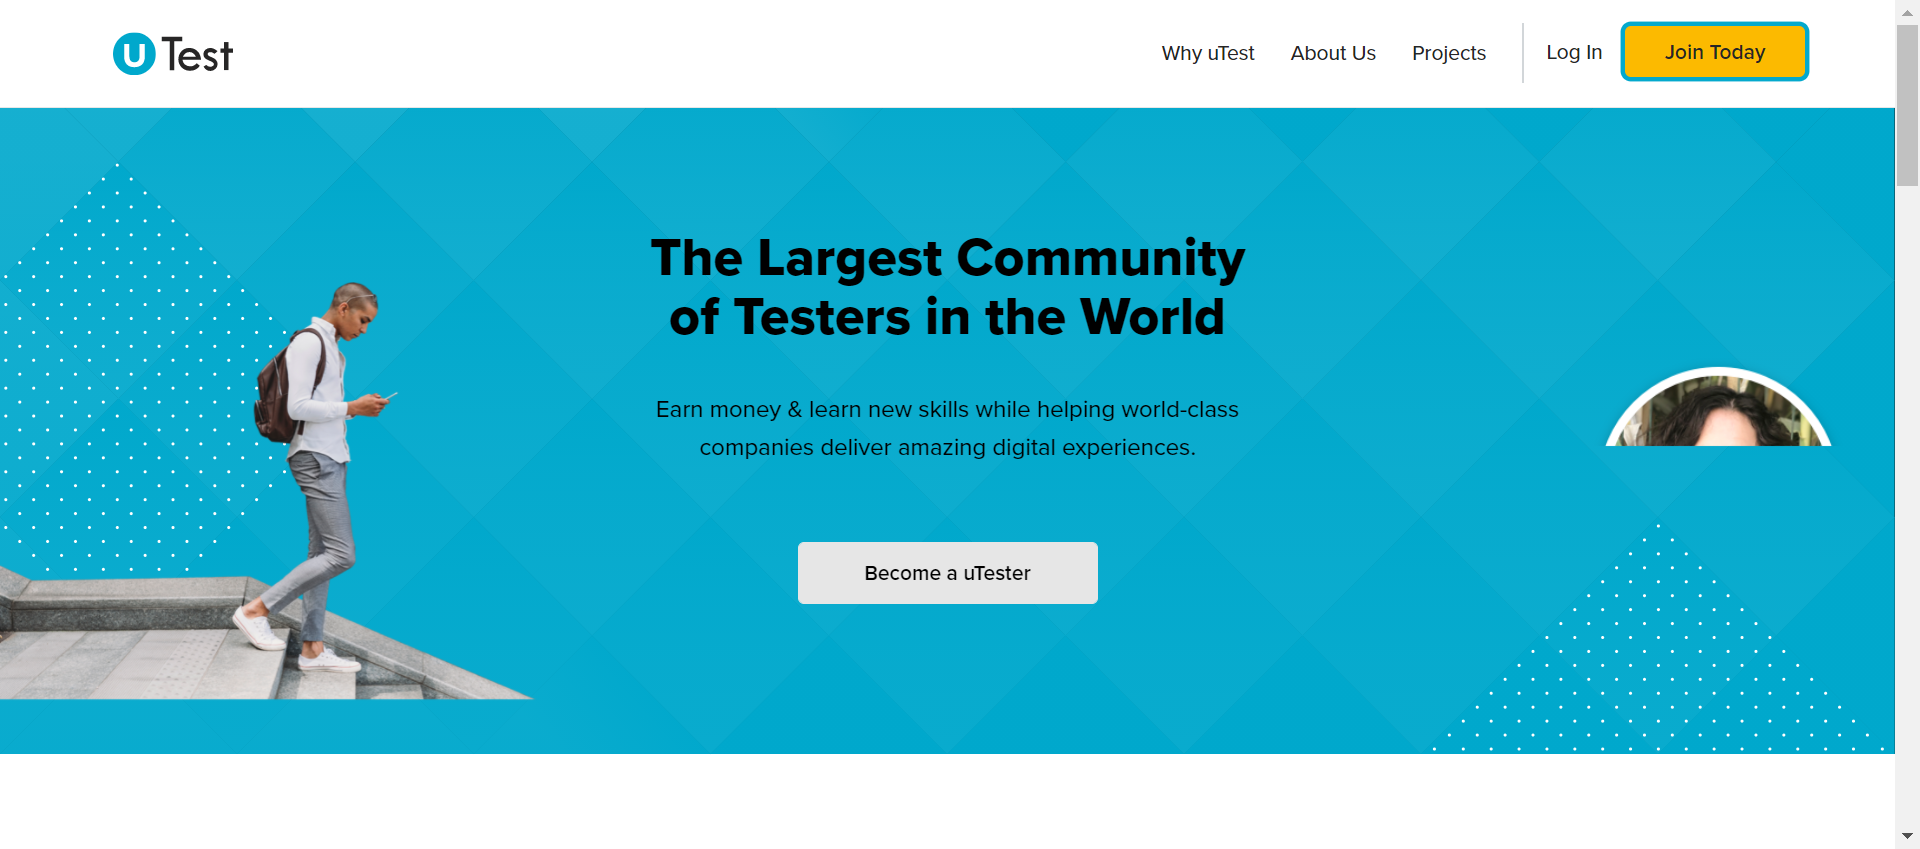 uTest
Why uTest
About Us
Projects
Log In
Join Today
The Largest Community
of Testers in the World
Earn money & learn new skills while helping world-class
companies deliver amazing digital experiences.
Become a uTester